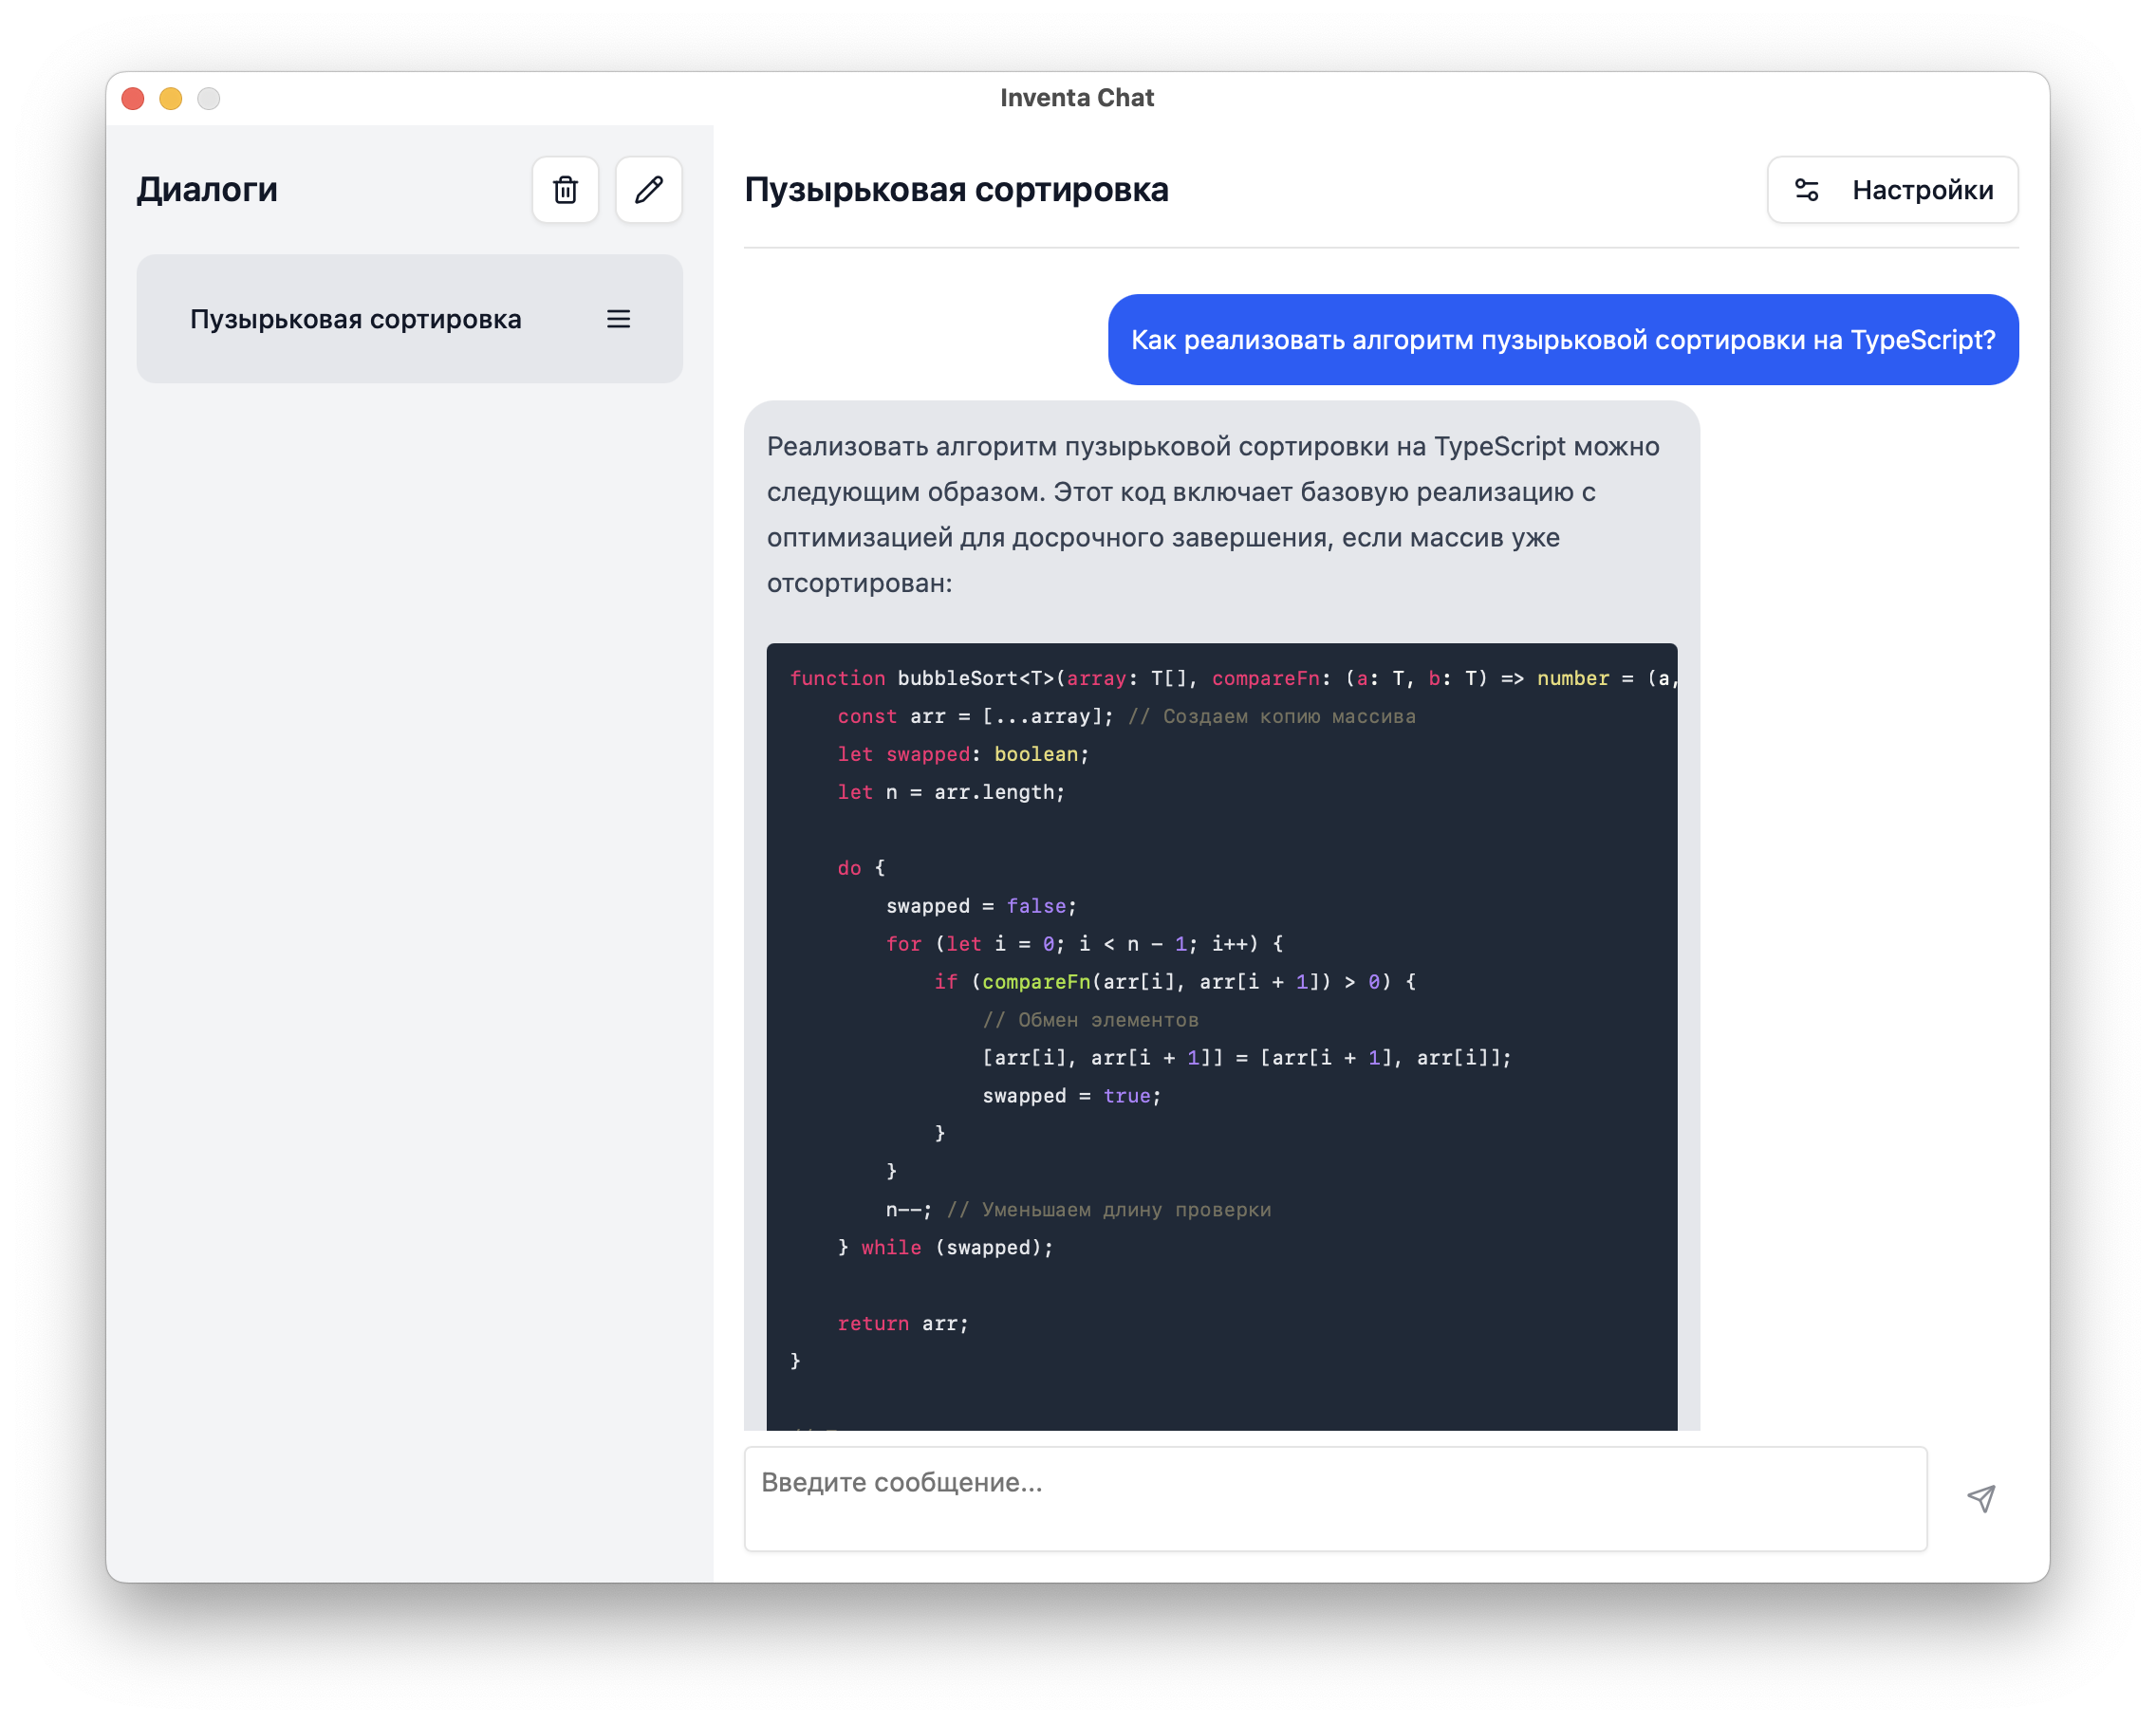 Inventa Chat
Диалоги
Пузырьковая сортировка
Пузырьковая сортировка
Настройки
Как реализовать алгоритм пузырьковой сортировки на TypeScript?
Реализовать алгоритм пузырьковой сортировки на TypeScript можно
следующим образом. Этот код включает базовую реализацию с
оптимизацией для досрочного завершения, если массив уже
отсортирован:
function bubbleSort<T>(array: T[], compareFn: (a: T, b: T) => number = (a,
    const arr = [...array]; // Создаем копию массива
    let swapped: boolean;
    let n = arr.length;
    do {
        swapped = false;
        for (let i = 0; i < n - 1; i++) {
            if (compareFn(arr[i], arr[i + 1]) > 0) {
                // Обмен элементов
                [arr[i], arr[i + 1]] = [arr[i + 1], arr[i]];
                swapped = true;
            }
        }
        n--; // Уменьшаем длину проверки
    } while (swapped);
    return arr;
}
Введите сообщение...